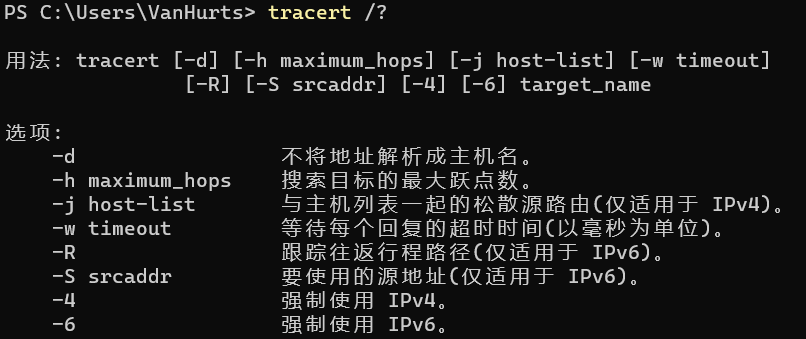 PS C:\Users\VanHurts> tracert /?
用法: tracert [-d] [-h maximum_hops] [-j host-list] [-w timeout]
[-R] [-S srcaddr] [-4] [-6] target_name
选项:
-d 不将地址解析成主机名。
-h maximum_hops 搜索目标的最大跃点数。
-j host-list 与主机列表一起的松散源路由(仅适用于 IPv4)。
-w timeout 等待每个回复的超时时间(以毫秒为单位)。
-R 跟踪往返行程路径(仅适用于 IPv6)。
-S srcaddr 要使用的源地址(仅适用于 IPv6)。
-4 强制使用 IPv4。
-6 强制使用 IPv6。